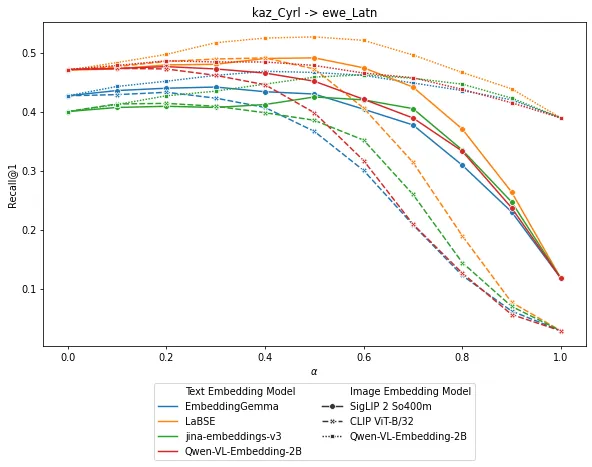 kaz_Cyrl -> ewe_Latn
0.5
0.4
0.3
0.2
0.1
Recall@1
0.0 0.2 0.4 0.6 0.8 1.0
α
Text Embedding Model Image Embedding Model
EmbeddingGemma SigLIP 2 So400m
LaBSE CLIP ViT-B/32
jina-embeddings-v3 Qwen-VL-Embedding-2B
Qwen-VL-Embedding-2B